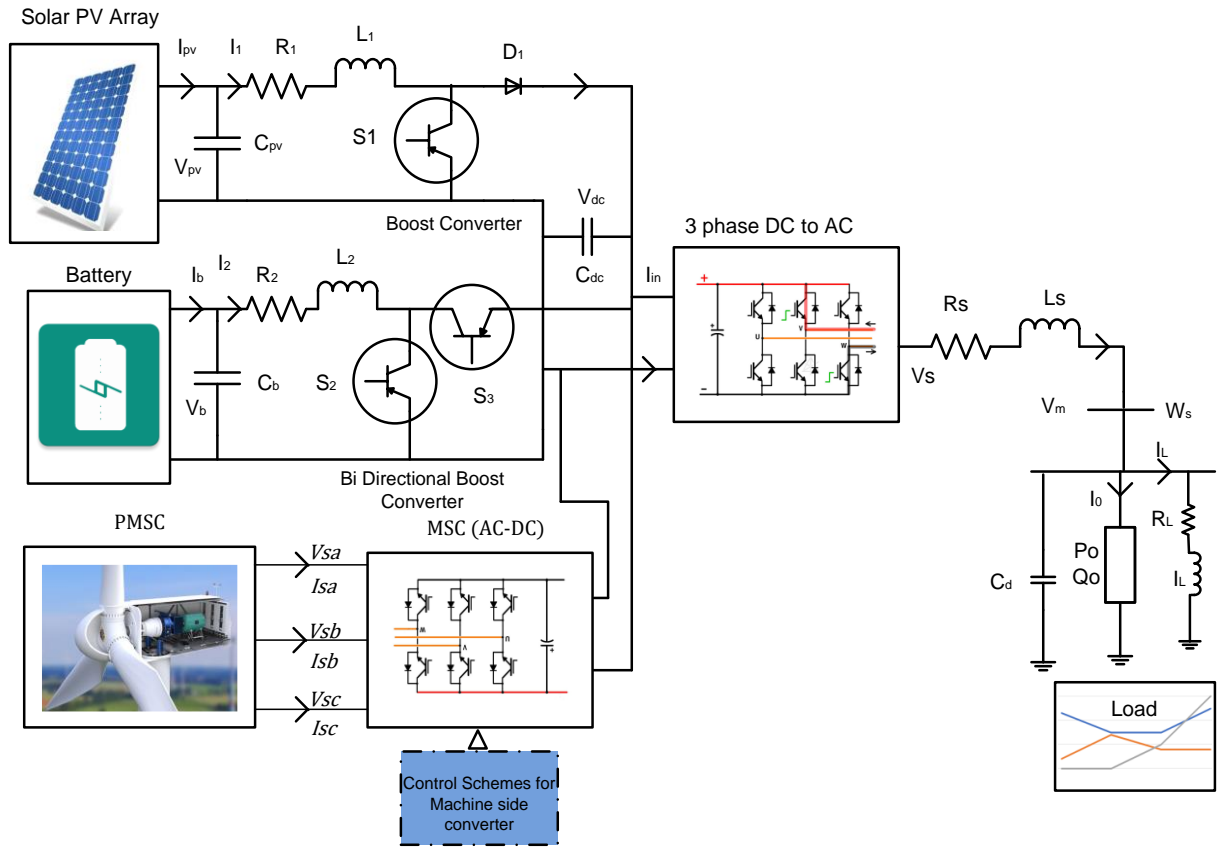 Solar PV Array
Ipv
I1
R1
L1
D1
S1
Cpv
Vpv
Boost Converter
Vdc
Cdc
Battery
Ib
I2
R2
L2
S2
S3
Cb
Vb
Bi Directional Boost
Converter
Iin
3 phase DC to AC
+
−
U
V
W
Rs
Ls
Vs
Vm
Ws
IL
I0
RL
Po
Qo
Cd
IL
Load
PMSC
Vsa
Isa
Vsb
Isb
Vsc
Isc
MSC (AC-DC)
W
V
U
+
Control Schemes for
Machine side
converter